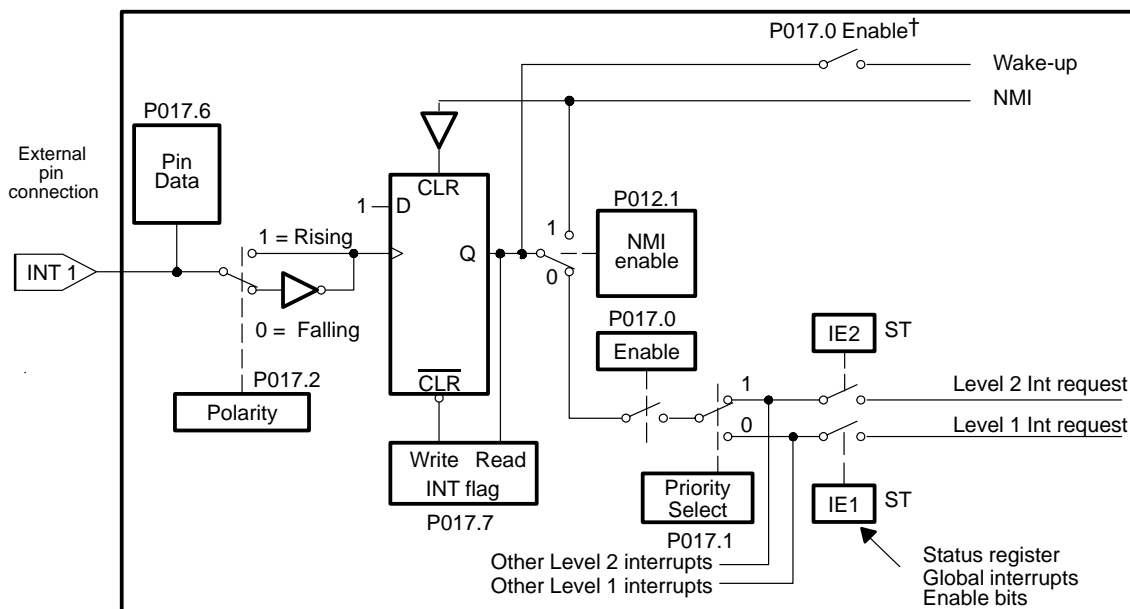 P017.0 Enable†
Wake-up
NMI
P017.6
Pin
Data
External
pin
connection
INT 1
CLR
1
D
Q
1 = Rising
0 = Falling
P017.2
Polarity
CLR
Write Read
INT flag
P017.7
P012.1
1
NMI
enable
0
P017.0
Enable
IE2
ST
1
Level 2 Int request
0
Level 1 Int request
Priority
Select
P017.1
IE1
ST
Other Level 2 interrupts
Other Level 1 interrupts
Status register
Global interrupts
Enable bits